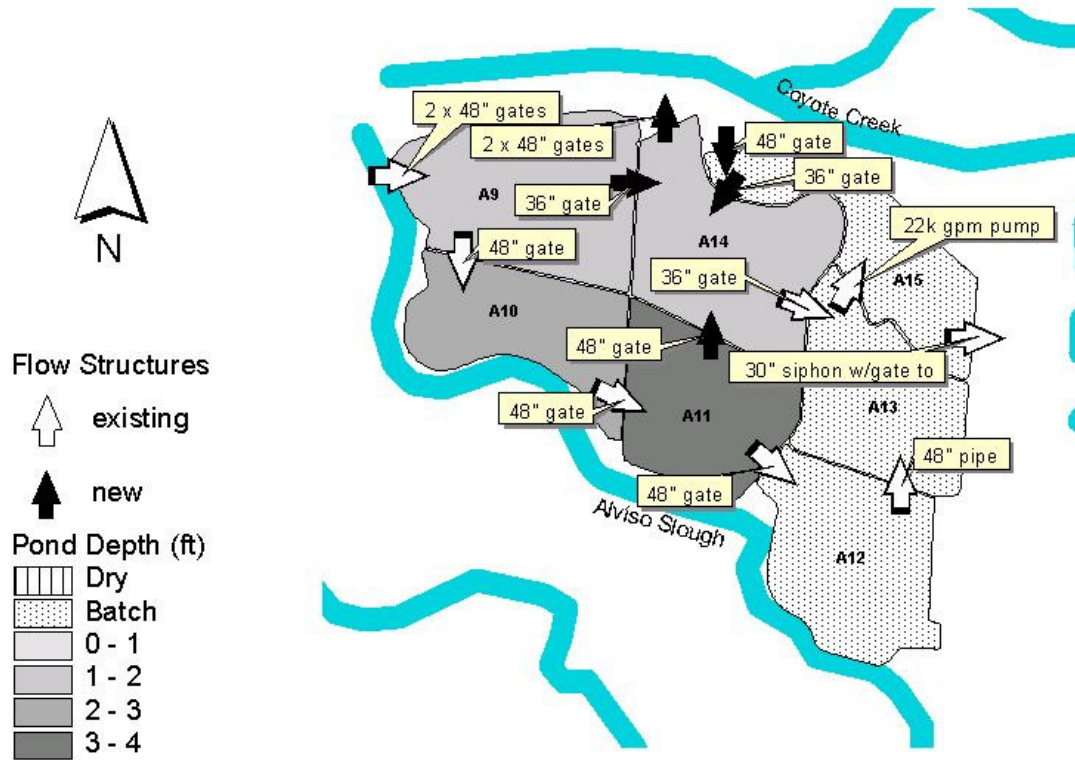 Coyote Creek
2 x 48" gates
2 x 48" gates
48" gate
36" gate
A9
36" gate
22k gpm pump
48" gate
A14
36" gate
A15
A10
N
48" gate
30" siphon w/gate to
Flow Structures
existing
48" gate
A11
A13
48" pipe
new
48" gate
Alviso Slough
Pond Depth (ft)
Dry
A12
Batch
0 - 1
1 - 2
2 - 3
3 - 4